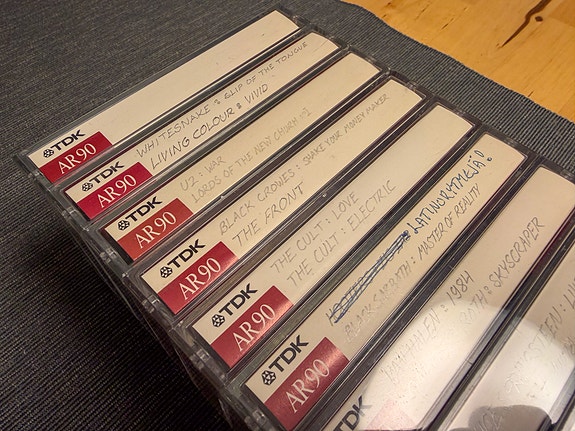 TDK
AR90
WHITESNAKE : SLIP OF THE TONGUE
LIVING COLOUR : VIVID
TDK
AR90
U2 : WAR
LORDS OF THE NEW CHURCH
TDK
AR90
BLACK CROWES : SHAKE YOUR MONEY MAKER
THE FRONT
TDK
AR90
THE CULT : LOVE
THE CULT : ELECTRIC
TDK
AR90
LATINORYTMEJÄ!
BLACK SABBATH : MASTER OF REALITY
TDK
AR90
VAN HALEN : 1984
ROTH : SKYSCRAPER
TDK